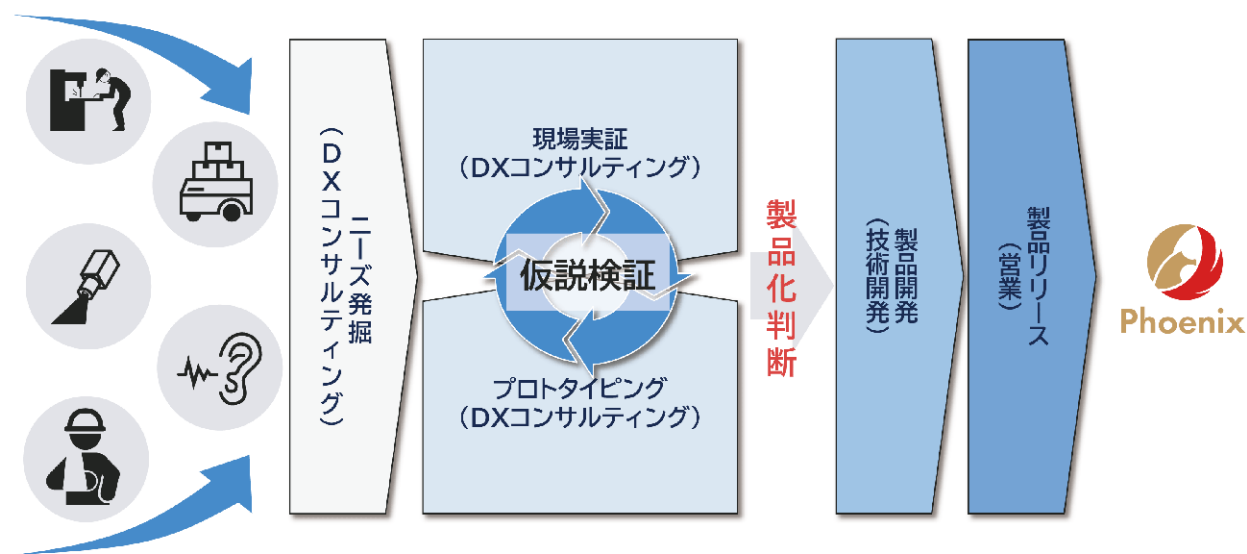 ニーズ発掘
（DXコンサルティング）
現場実証
（DXコンサルティング）
仮説検証
プロトタイピング
（DXコンサルティング）
製品化判断
製品開発
（技術開発）
製品リリース
（営業）
Phoenix